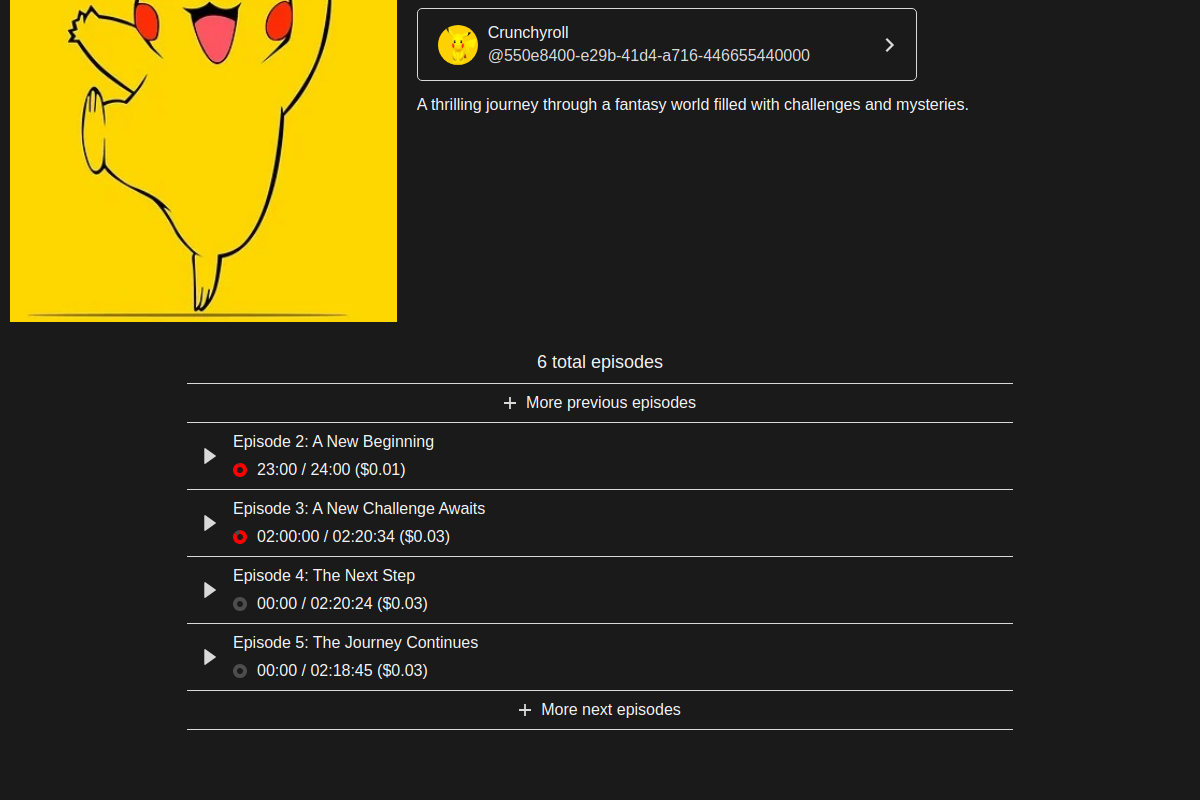 Crunchyroll
@550e8400-e29b-41d4-a716-446655440000
A thrilling journey through a fantasy world filled with challenges and mysteries.
6 total episodes
More previous episodes
Episode 2: A New Beginning
23:00 / 24:00 ($0.01)
Episode 3: A New Challenge Awaits
02:00:00 / 02:20:34 ($0.03)
Episode 4: The Next Step
00:00 / 02:20:24 ($0.03)
Episode 5: The Journey Continues
00:00 / 02:18:45 ($0.03)
More next episodes